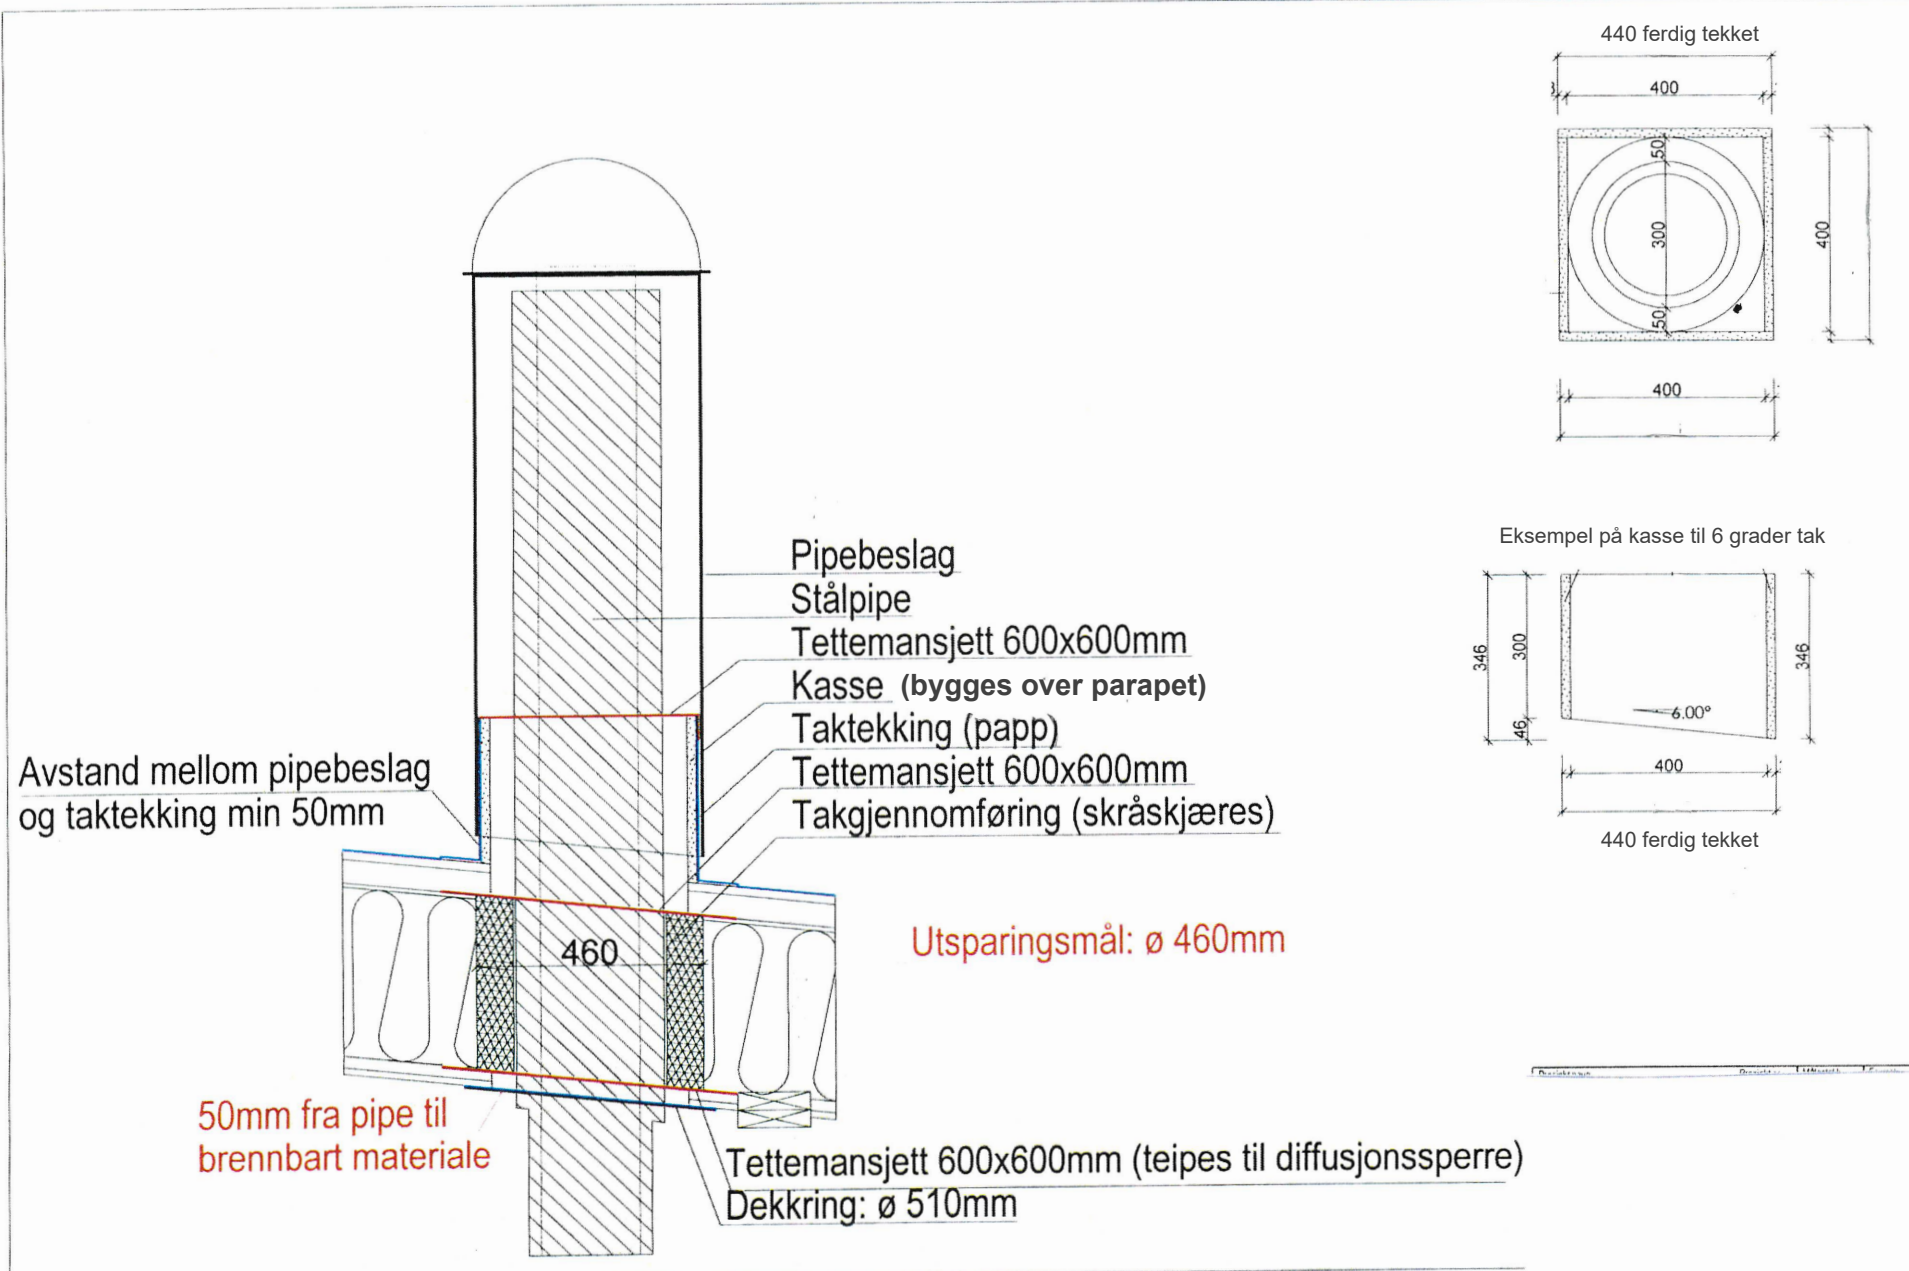 440 ferdig tekket
400
50
300
50
400
400
Pipebeslag
Stålpipe
Tettemansjett 600x600mm
Kasse (bygges over parapet)
Taktekking (papp)
Tettemansjett 600x600mm
Takgjennomføring (skråskjæres)
Avstand mellom pipebeslag
og taktekking min 50mm
460
Utsparingsmål: ø 460mm
50mm fra pipe til
brennbart materiale
Tettemansjett 600x600mm (teipes til diffusjonssperre)
Dekkring: ø 510mm
Eksempel på kasse til 6 grader tak
346
300
46
346
6.00°
400
440 ferdig tekket